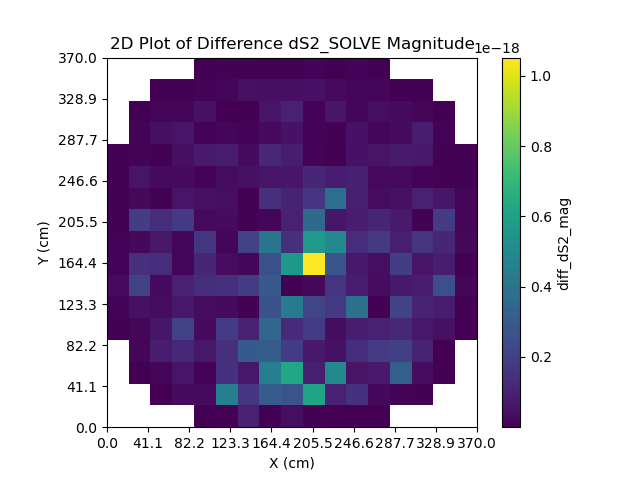 2D Plot of Difference dS2_SOLVE Magnitude
1e−18
370.0
328.9
287.7
246.6
205.5
164.4
123.3
82.2
41.1
0.0
Y (cm)
0.0 41.1 82.2 123.3 164.4 205.5 246.6 287.7 328.9 370.0
X (cm)
1.0
0.8
0.6
0.4
0.2
diff_dS2_mag